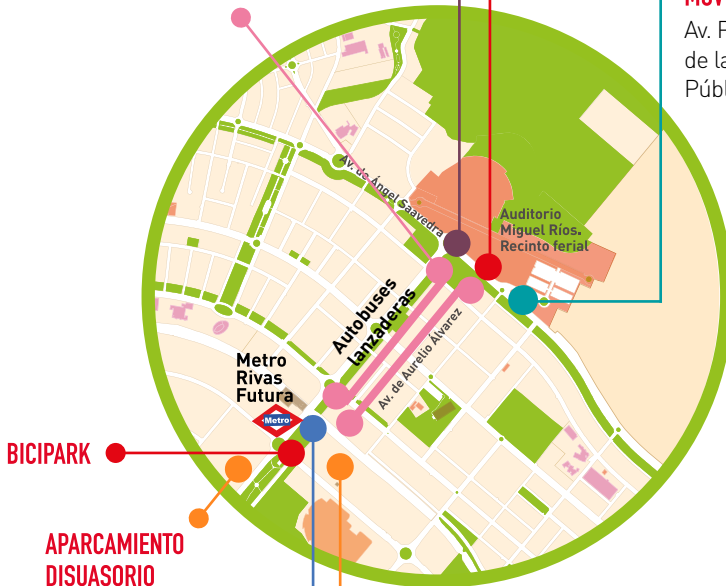 Av. P
de la
Públ
Av. de Ángel Saavedra
Auditorio
Miguel Ríos.
Recinto ferial
Autobuses
lanzaderas
Av. de Aurelio Álvarez
Metro
Rivas
Futura
Metro
BICIPARK
APARCAMIENTO
DISUASORIO